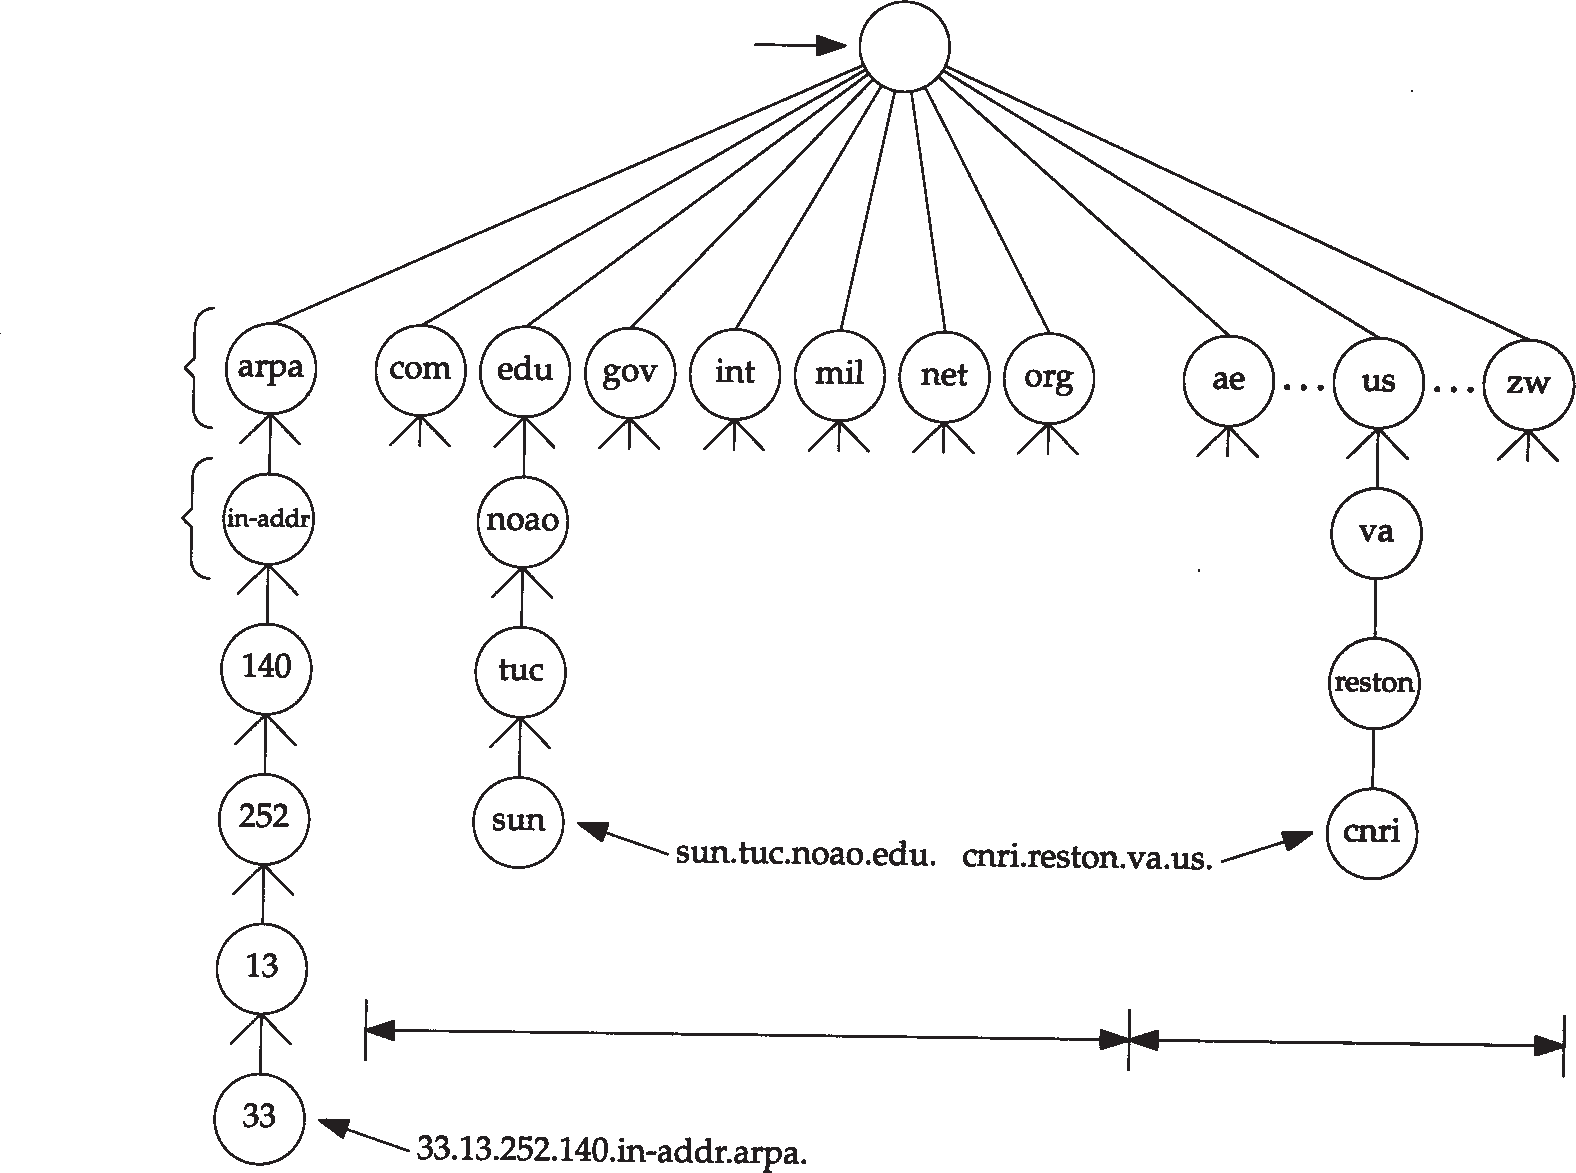 arpa com edu gov int mil net org ae ... us ... zw
in-addr noao va
140 tuc reston
252 sun cnri
sun.tuc.noao.edu. cnri.reston.va.us.
13
33
33.13.252.140.in-addr.arpa.